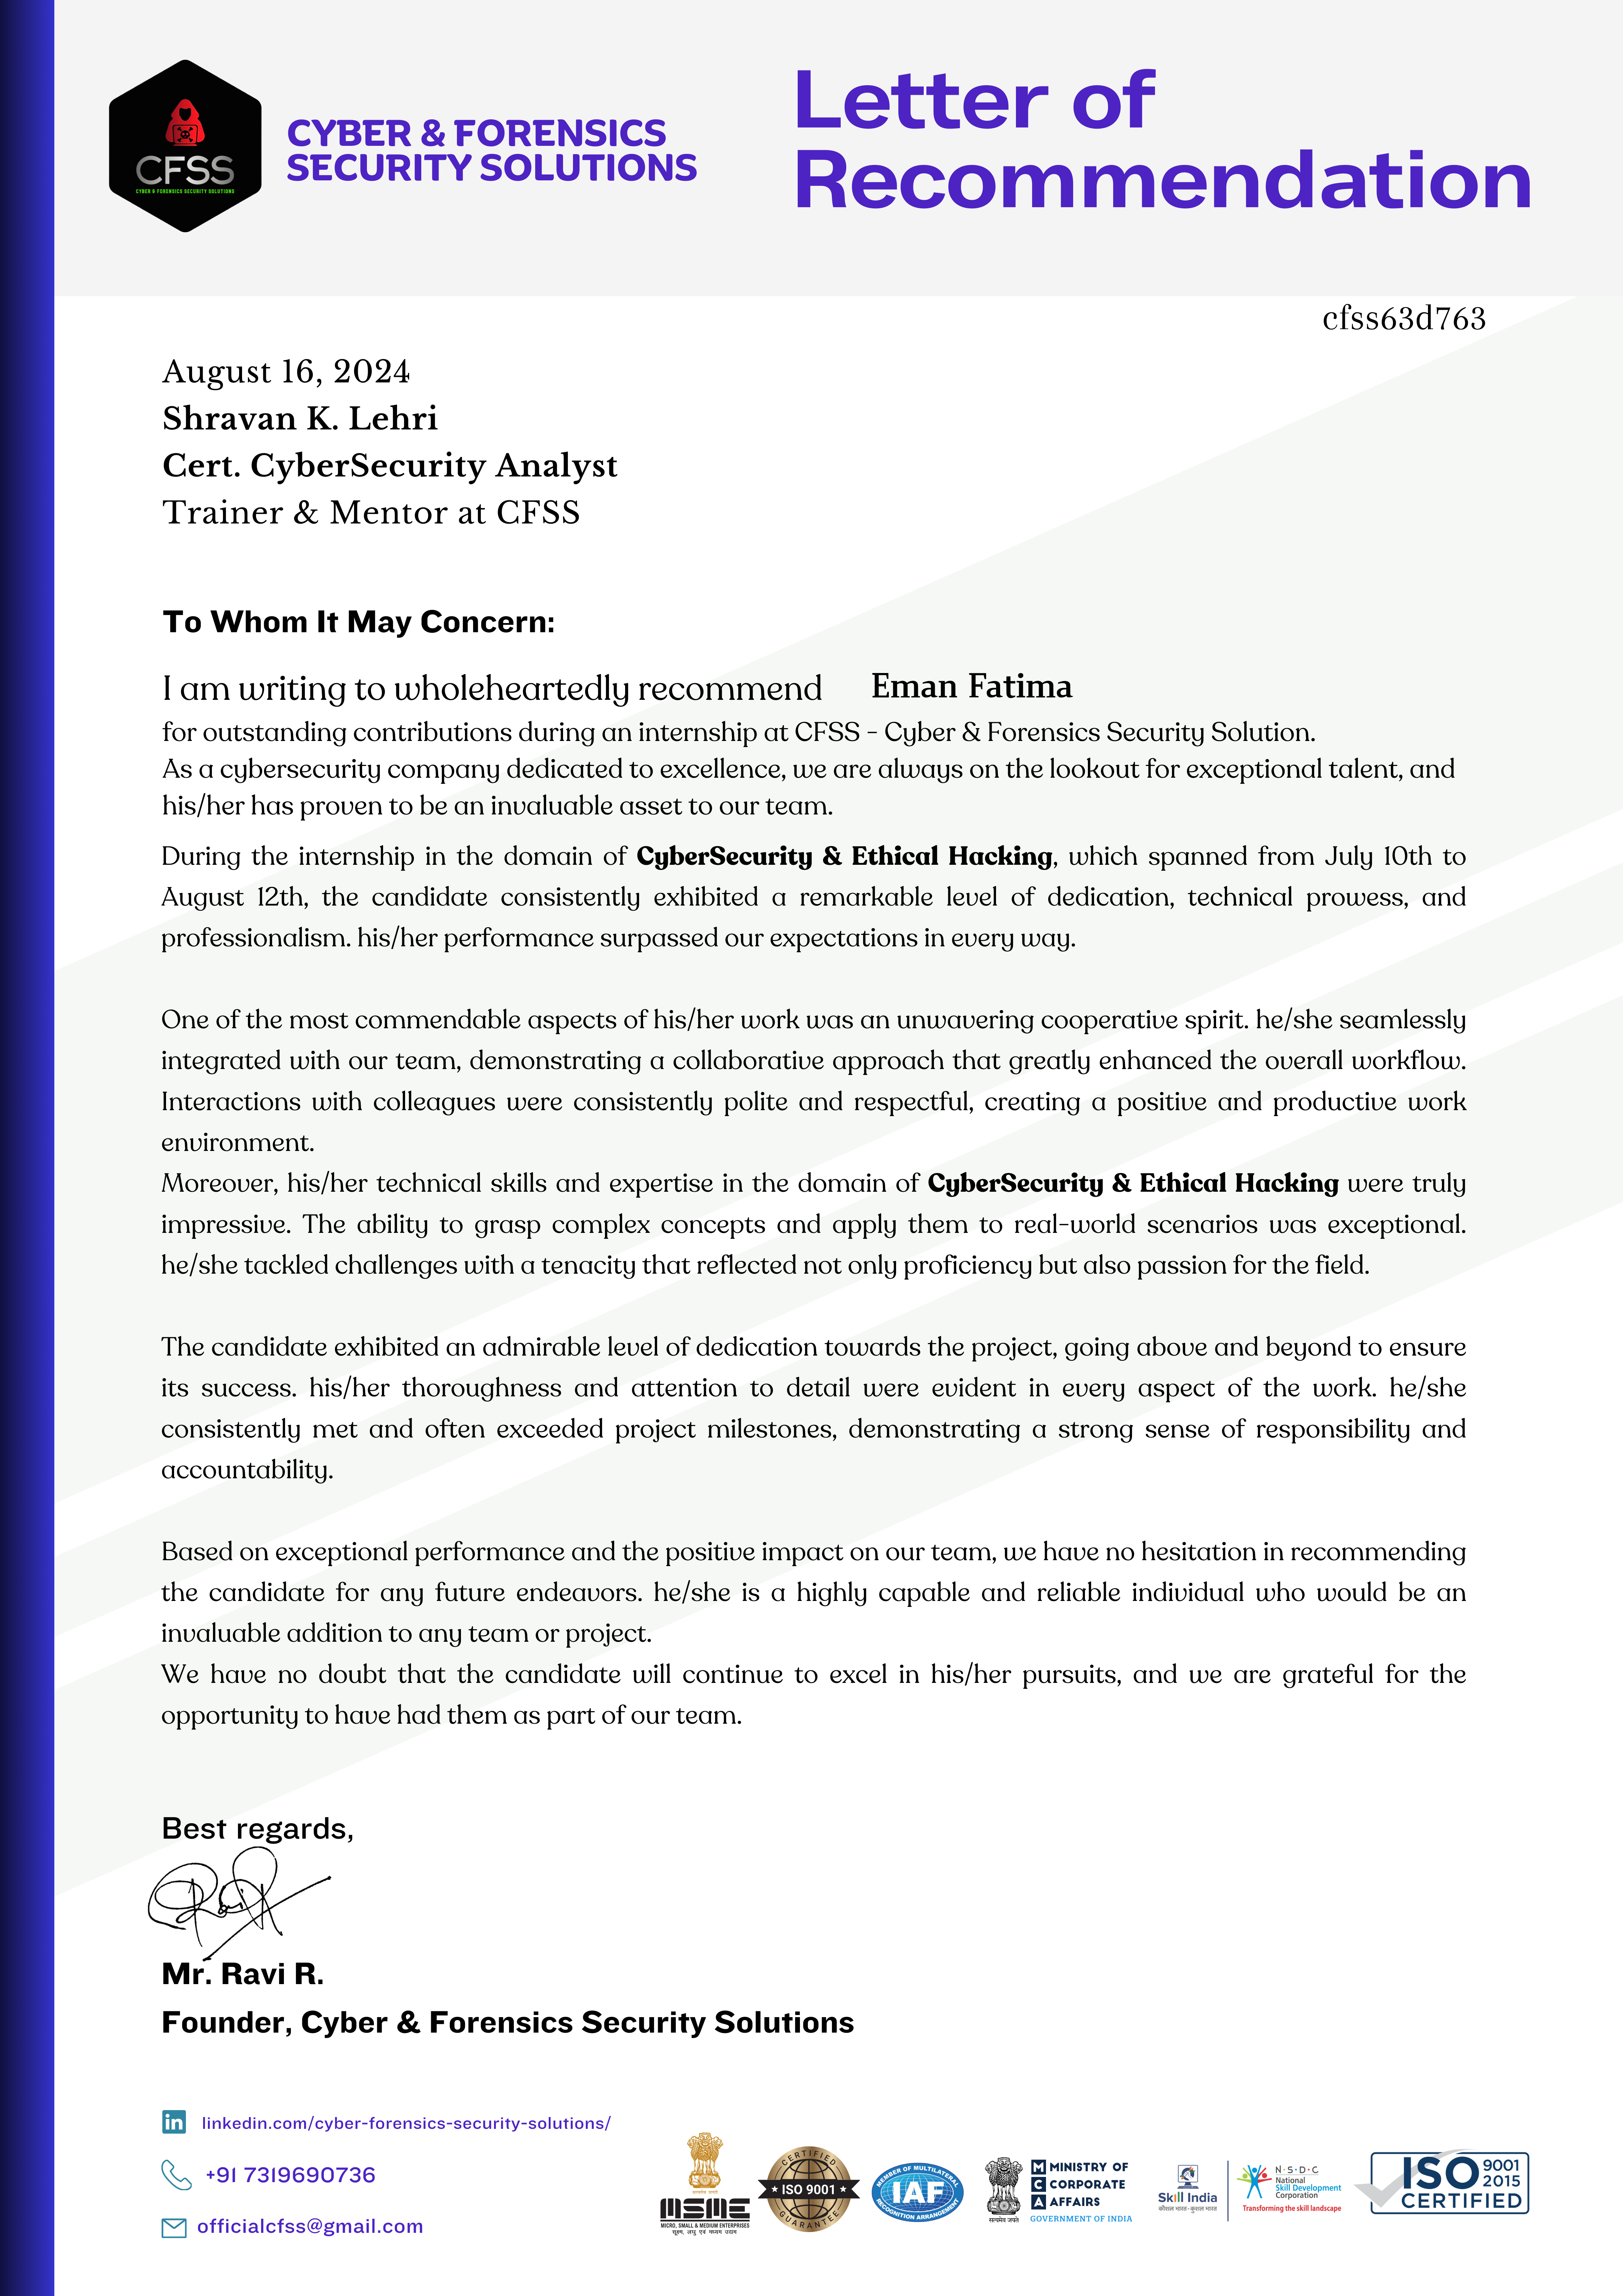 CFSS
CYBER & FORENSICS SECURITY SOLUTIONS
CYBER & FORENSICS
SECURITY SOLUTIONS
Letter of
Recommendation
cfss63d763
August 16, 2024
Shravan K. Lehri
Cert. CyberSecurity Analyst
Trainer & Mentor at CFSS
To Whom It May Concern:
I am writing to wholeheartedly recommend Eman Fatima
for outstanding contributions during an internship at CFSS - Cyber & Forensics Security Solution.
As a cybersecurity company dedicated to excellence, we are always on the lookout for exceptional talent, and
his/her has proven to be an invaluable asset to our team.
During the internship in the domain of CyberSecurity & Ethical Hacking, which spanned from July 10th to
August 12th, the candidate consistently exhibited a remarkable level of dedication, technical prowess, and
professionalism. his/her performance surpassed our expectations in every way.
One of the most commendable aspects of his/her work was an unwavering cooperative spirit. he/she seamlessly
integrated with our team, demonstrating a collaborative approach that greatly enhanced the overall workflow.
Interactions with colleagues were consistently polite and respectful, creating a positive and productive work
environment.
Moreover, his/her technical skills and expertise in the domain of CyberSecurity & Ethical Hacking were truly
impressive. The ability to grasp complex concepts and apply them to real-world scenarios was exceptional.
he/she tackled challenges with a tenacity that reflected not only proficiency but also passion for the field.
The candidate exhibited an admirable level of dedication towards the project, going above and beyond to ensure
its success. his/her thoroughness and attention to detail were evident in every aspect of the work. he/she
consistently met and often exceeded project milestones, demonstrating a strong sense of responsibility and
accountability.
Based on exceptional performance and the positive impact on our team, we have no hesitation in recommending
the candidate for any future endeavors. he/she is a highly capable and reliable individual who would be an
invaluable addition to any team or project.
We have no doubt that the candidate will continue to excel in his/her pursuits, and we are grateful for the
opportunity to have had them as part of our team.
Best regards,
Mr. Ravi R.
Founder, Cyber & Forensics Security Solutions
in linkedin.com/cyber-forensics-security-solutions/
+91 7319690736
officialcfss@gmail.com
MSME
MICRO, SMALL & MEDIUM ENTERPRISES
सूक्ष्म, लघु एवं मध्यम उद्यम
CERTIFIED
ISO 9001
GUARANTEE
MEMBER OF MULTILATERAL
IAF
RECOGNITION ARRANGEMENT
सत्यमेव जयते
M MINISTRY OF
C CORPORATE
A AFFAIRS
GOVERNMENT OF INDIA
Skill India
कौशल भारत - कुशल भारत
N·S·D·C
National
Skill Development
Corporation
Transforming the skill landscape
ISO 9001 2015
CERTIFIED